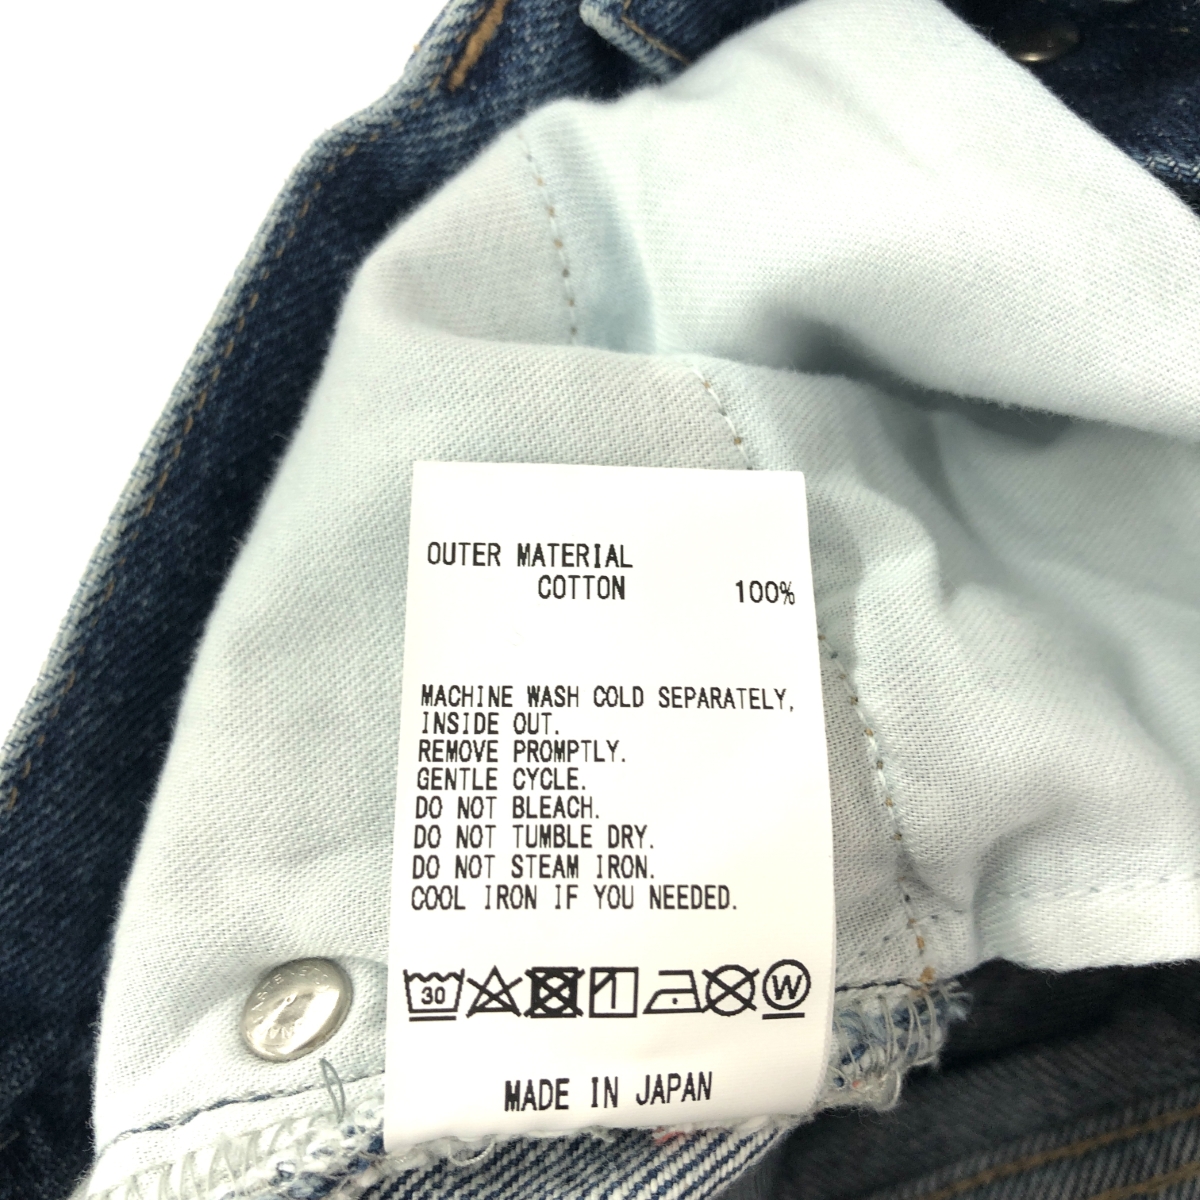 OUTER MATERIAL
COTTON 100%
MACHINE WASH COLD SEPARATELY,
INSIDE OUT.
REMOVE PROMPTLY.
GENTLE CYCLE.
DO NOT BLEACH.
DO NOT TUMBLE DRY.
DO NOT STEAM IRON.
COOL IRON IF YOU NEEDED.
30 W
MADE IN JAPAN